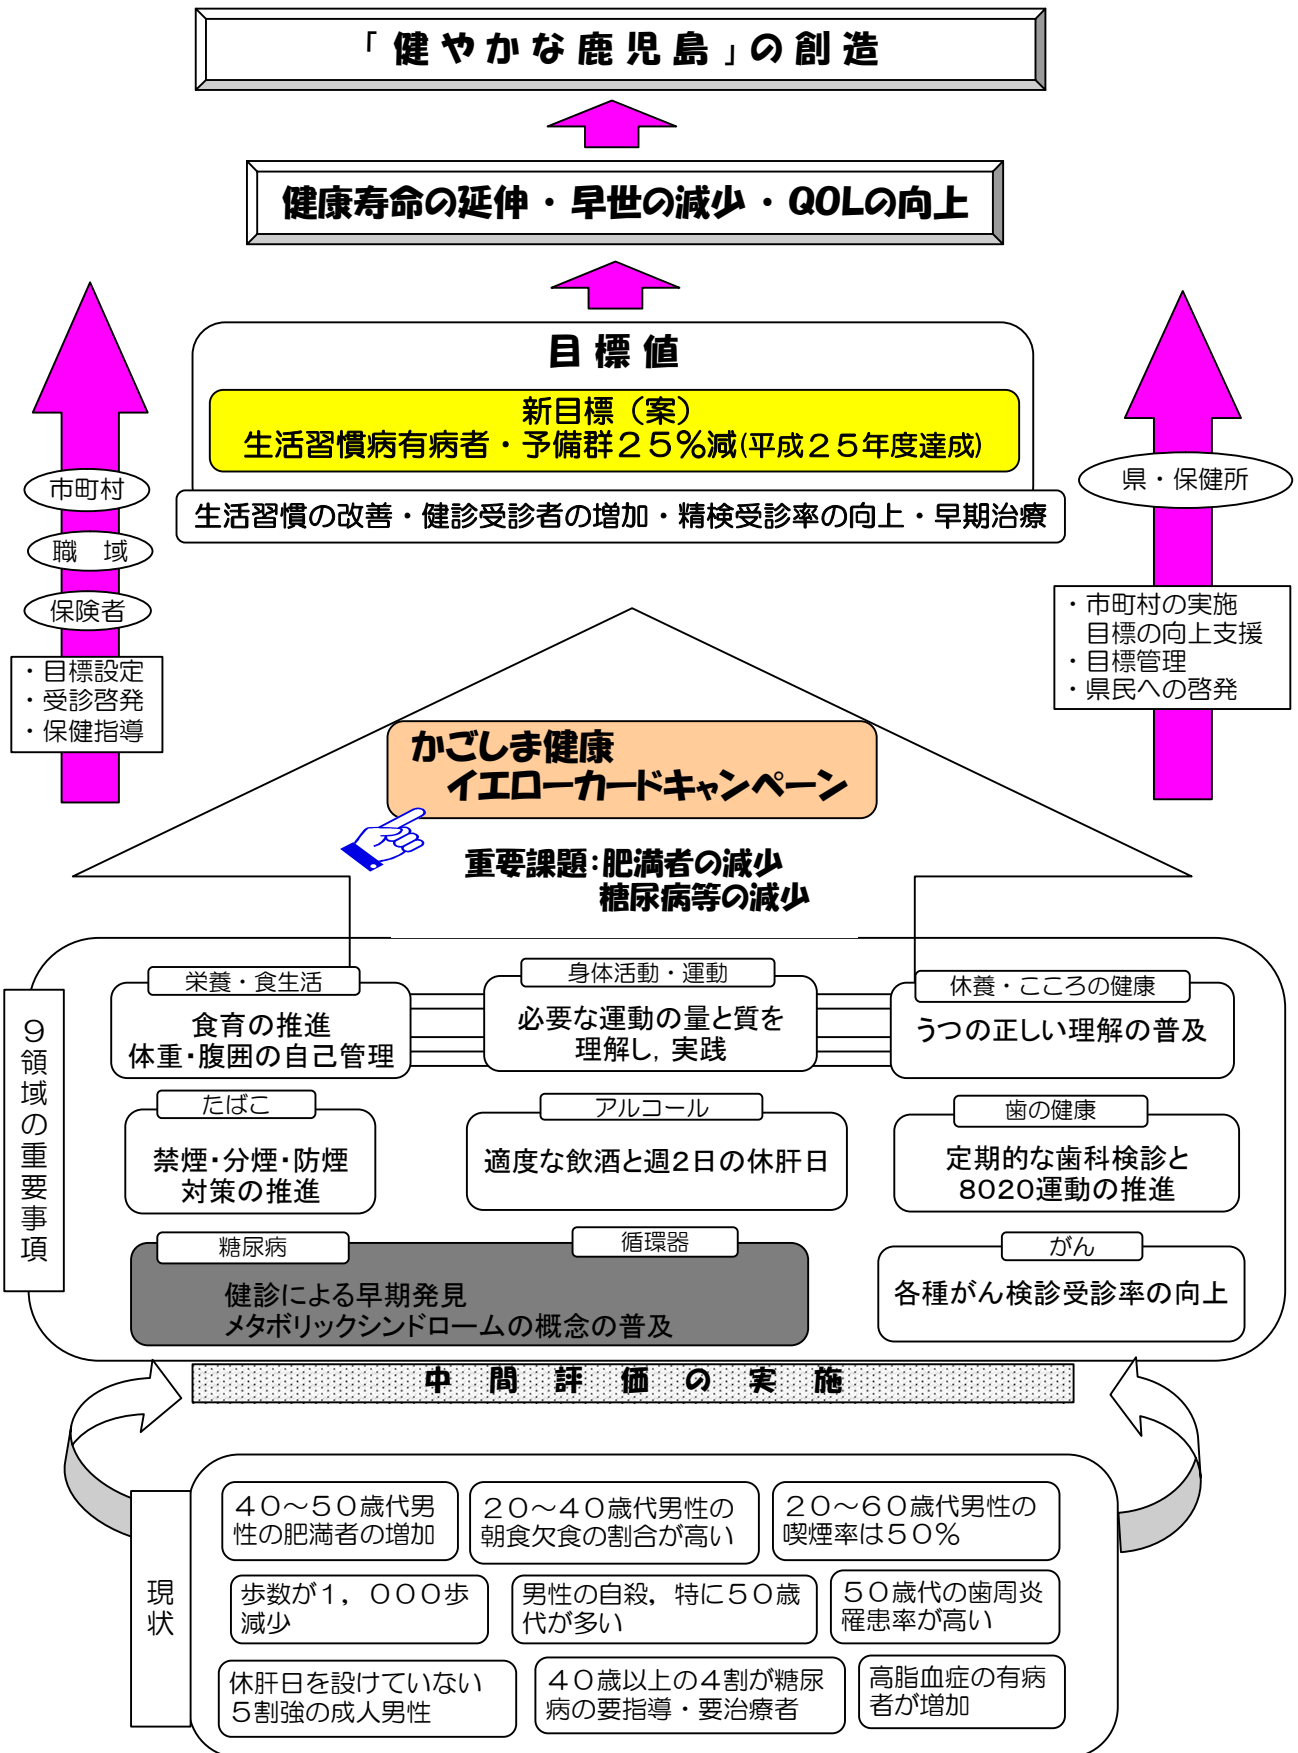 「健やかな鹿児島」の創造
健康寿命の延伸・早世の減少・QOLの向上
目標値
新目標（案）
生活習慣病有病者・予備群２５％減(平成２５年度達成)
生活習慣の改善・健診受診者の増加・精検受診率の向上・早期治療
市町村
職　域
保険者
・目標設定
・受診啓発
・保健指導
県・保健所
・市町村の実施
目標の向上支援
・目標管理
・県民への啓発
かごしま健康
イエローカードキャンペーン
重要課題：肥満者の減少
糖尿病等の減少
９領域の重要事項
栄養・食生活
食育の推進
体重・腹囲の自己管理
身体活動・運動
必要な運動の量と質を
理解し，実践
休養・こころの健康
うつの正しい理解の普及
たばこ
禁煙・分煙・防煙
対策の推進
アルコール
適度な飲酒と週２日の休肝日
歯の健康
定期的な歯科検診と
８０２０運動の推進
糖尿病
循環器
健診による早期発見
メタボリックシンドロームの概念の普及
がん
各種がん検診受診率の向上
中間評価の実施
現状
４０～５０歳代男
性の肥満者の増加
２０～４０歳代男性の
朝食欠食の割合が高い
２０～６０歳代男性の
喫煙率は５０％
歩数が１，０００歩
減少
男性の自殺，特に５０歳
代が多い
５０歳代の歯周炎
罹患率が高い
休肝日を設けていない
５割強の成人男性
４０歳以上の４割が糖尿
病の要指導・要治療者
高脂血症の有病
者が増加